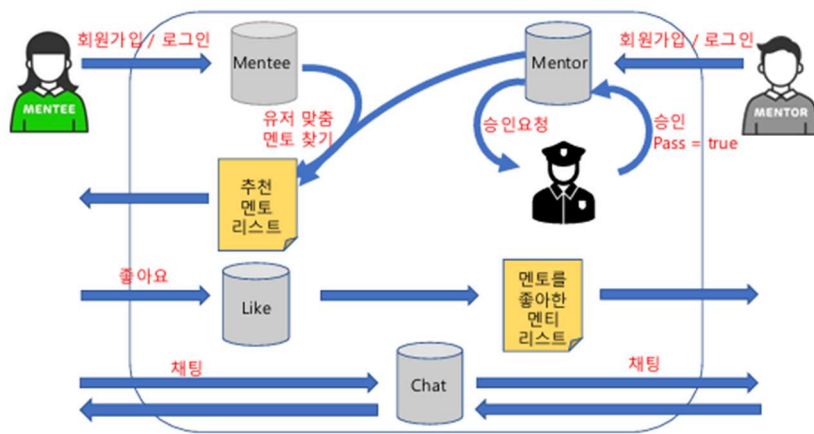 회원가입 / 로그인
Mentee
Mentor
회원가입 / 로그인
MENTEE
MENTOR
유저 맞춤
멘토 찾기
승인요청
승인
Pass = true
추천
멘토
리스트
좋아요
Like
멘토를
좋아한
멘티
리스트
채팅
Chat
채팅